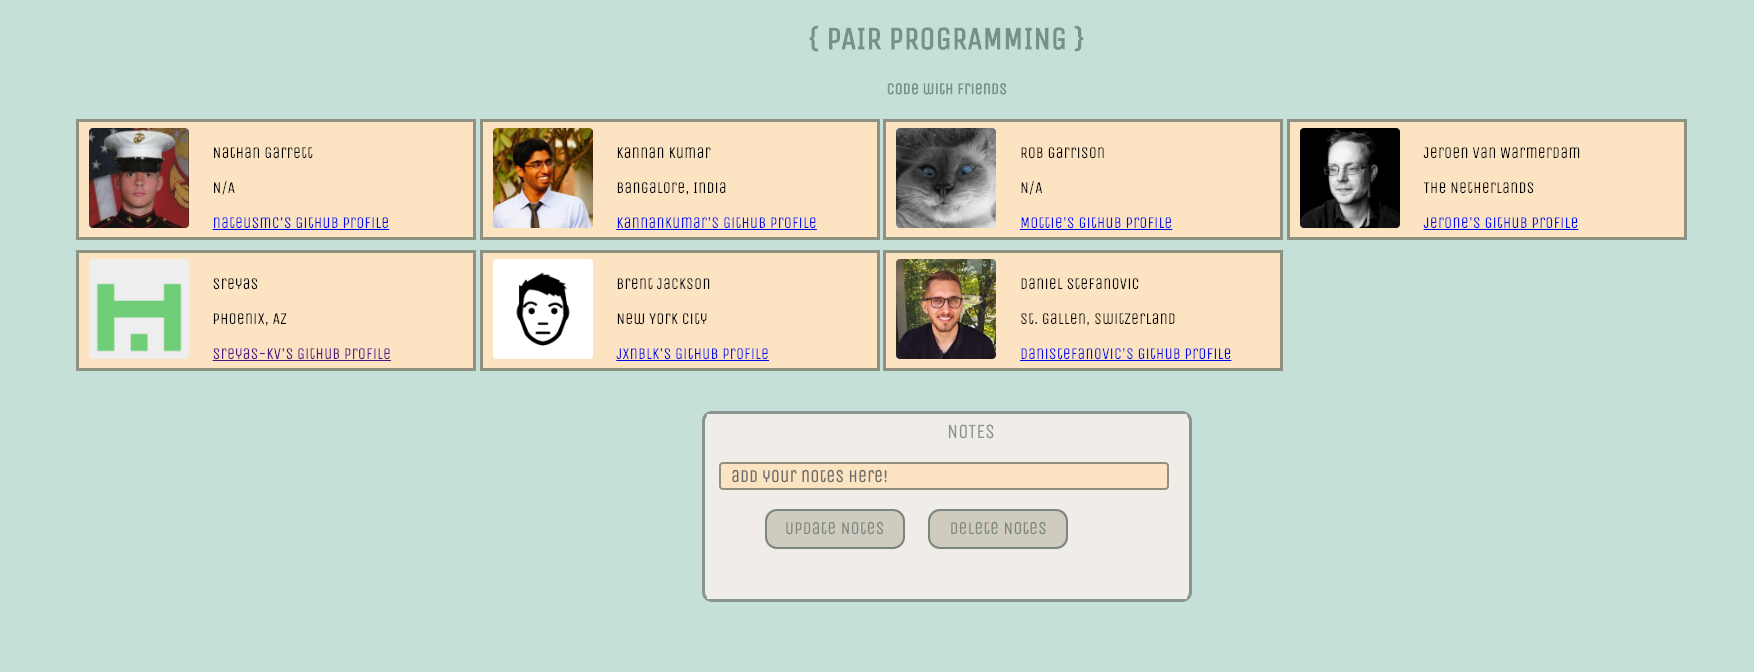 { PAIR PROGRAMMING }
Code with Friends
Nathan Garrett
N/A
nateusmc's Github Profile
Kannan Kumar
Bangalore, India
kannankumar's Github Profile
Rob Garrison
N/A
Mottie's Github Profile
Jeroen van Warmerdam
The Netherlands
jerone's Github Profile
Sreyas
Phoenix, AZ
Sreyas-KV's Github Profile
Brent Jackson
New York City
jxnblk's Github Profile
Daniel Stefanovic
St. Gallen, Switzerland
danistefanovic's Github Profile
NOTES
add your notes here!
Update Notes
Delete Notes